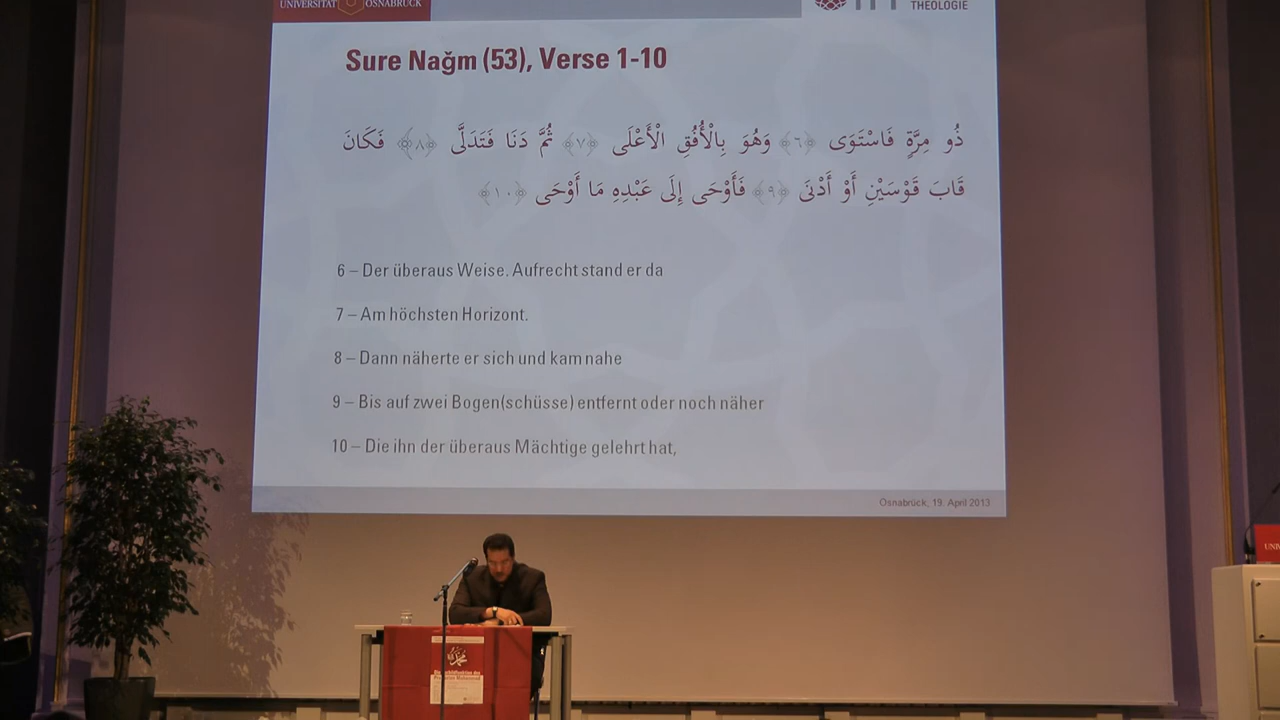 UNIVERSITÄT OSNABRÜCK
THEOLOGIE
Sure Nağm (53), Verse 1-10
ذُو مِرَّةٍ فَاسْتَوَى ﴿٦﴾ وَهُوَ بِالْأُفُقِ الْأَعْلَى ﴿٧﴾ ثُمَّ دَنَا فَتَدَلَّى ﴿٨﴾ فَكَانَ
قَابَ قَوْسَيْنِ أَوْ أَدْنَى ﴿٩﴾ فَأَوْحَى إِلَى عَبْدِهِ مَا أَوْحَى ﴿١٠﴾
6 – Der überaus Weise. Aufrecht stand er da
7 – Am höchsten Horizont.
8 – Dann näherte er sich und kam nahe
9 – Bis auf zwei Bogen(schüsse) entfernt oder noch näher
10 – Die ihn der überaus Mächtige gelehrt hat,
Osnabrück, 19. April 2013
محمد
UNI